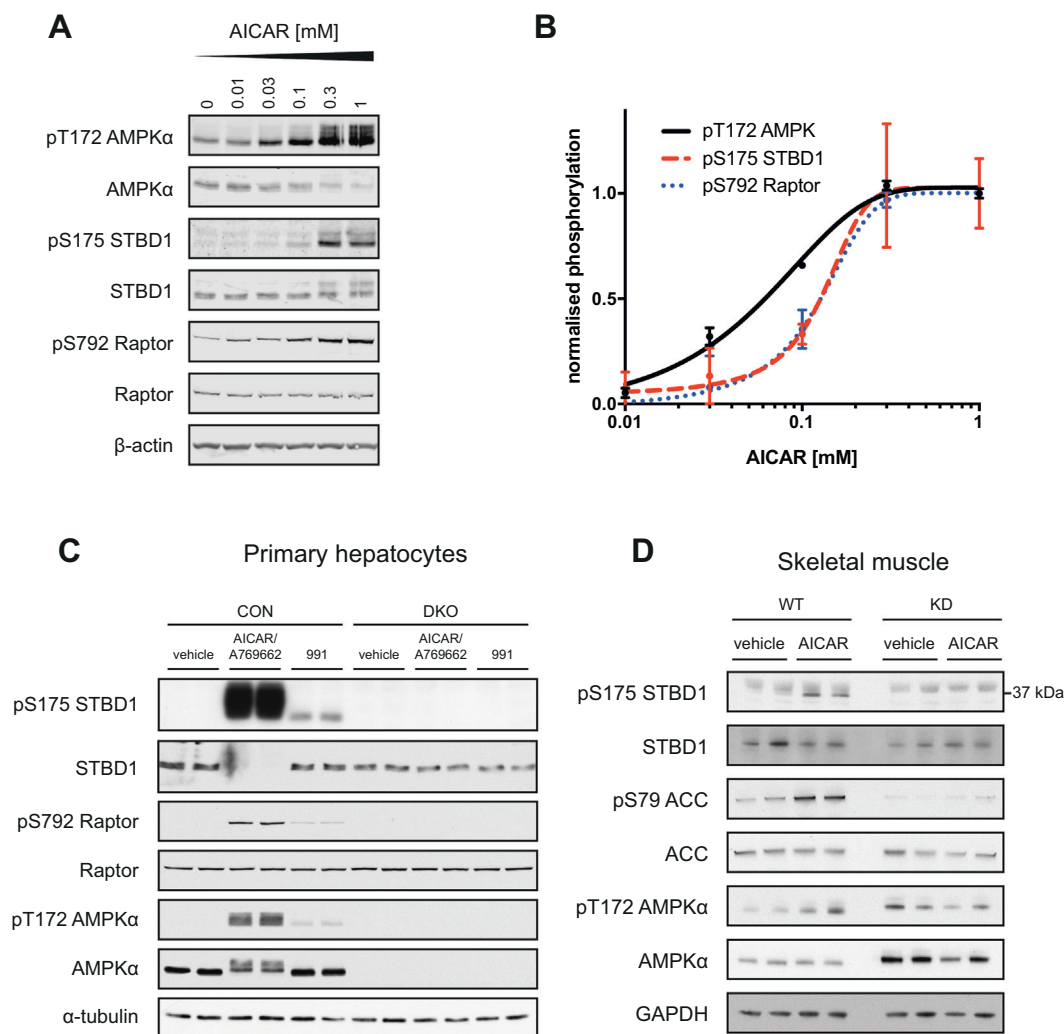 A
AICAR [mM]
0 0.01 0.03 0.1 0.3 1
pT172 AMPKα
AMPKα
pS175 STBD1
STBD1
pS792 Raptor
Raptor
β-actin
B
pT172 AMPK
pS175 STBD1
pS792 Raptor
normalised phosphorylation
1.0
0.5
0.0
0.01 0.1 1
AICAR [mM]
C
Primary hepatocytes
CON DKO
vehicle AICAR/ A769662 991 vehicle AICAR/ A769662 991
pS175 STBD1
STBD1
pS792 Raptor
Raptor
pT172 AMPKα
AMPKα
α-tubulin
D
Skeletal muscle
WT KD
vehicle AICAR vehicle AICAR
pS175 STBD1 37 kDa
STBD1
pS79 ACC
ACC
pT172 AMPKα
AMPKα
GAPDH